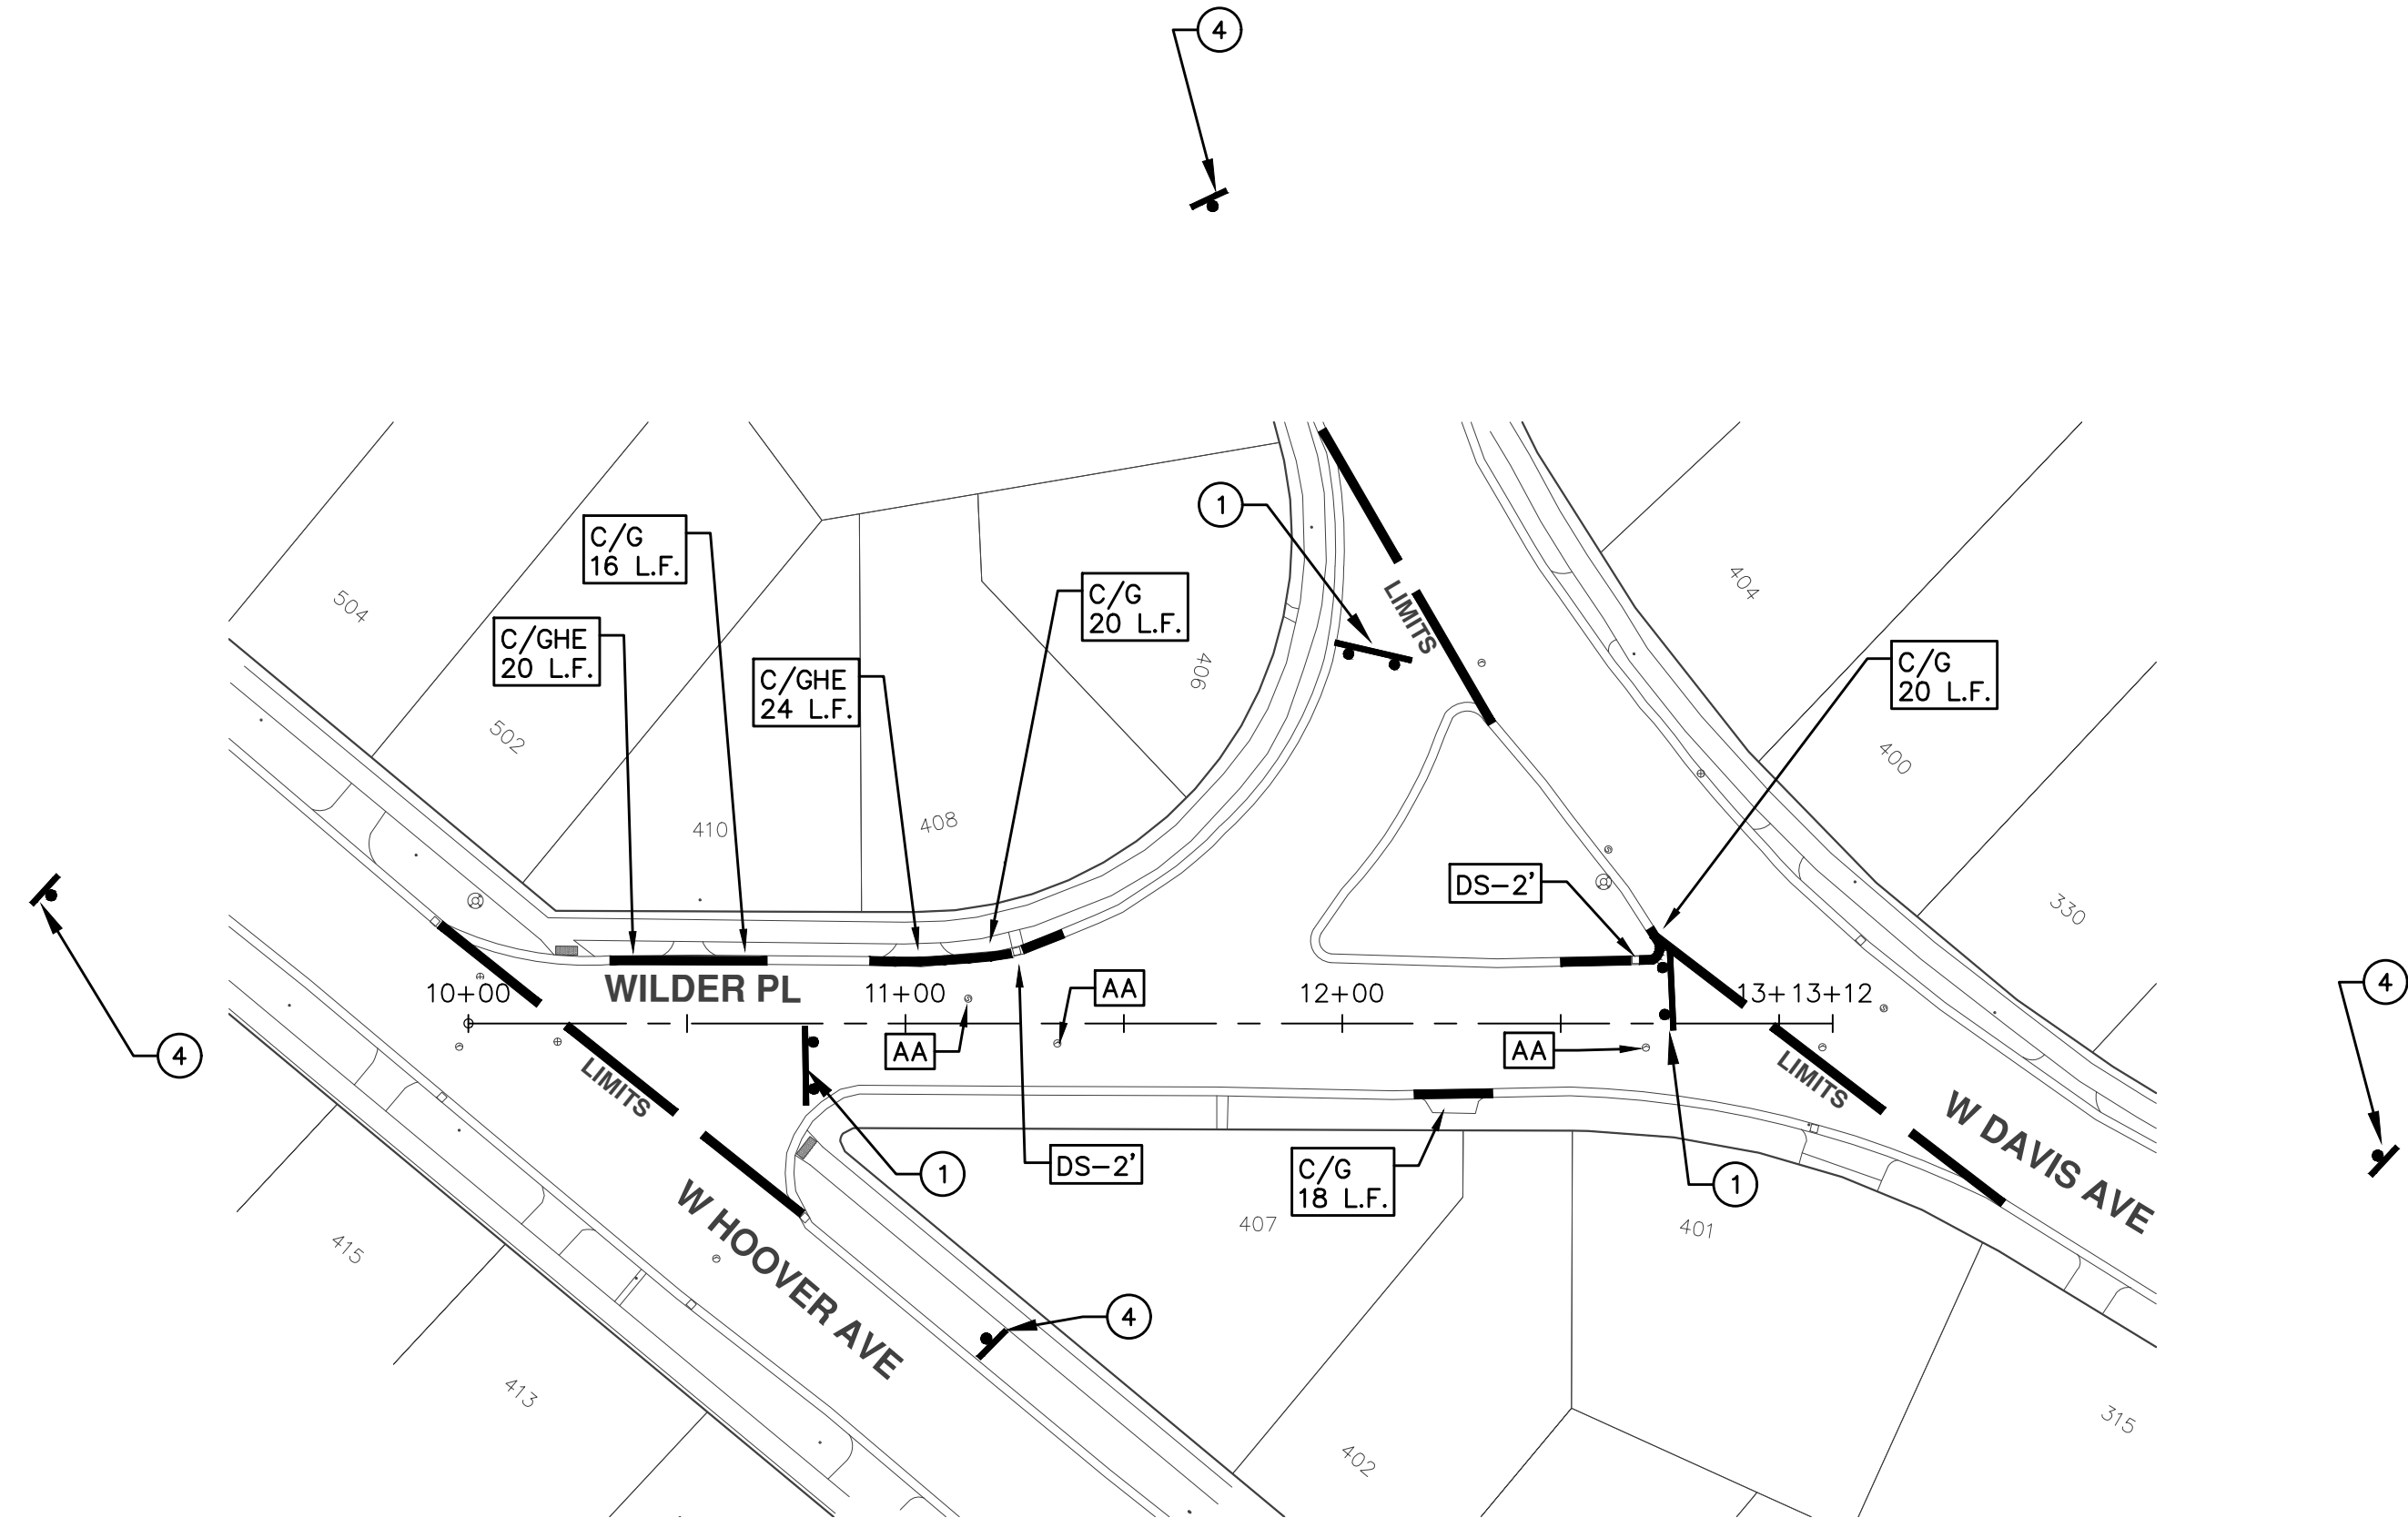 4
1
C/G
16 L.F.
C/G
20 L.F.
LIMITS
404
504
C/GHE
20 L.F.
C/GHE
24 L.F.
406
C/G
20 L.F.
502
400
410
408
DS-2'
330
WILDER PL
10+00
11+00
AA
12+00
13+
13+12
4
4
AA
AA
LIMITS
LIMITS
DS-2'
1
C/G
18 L.F.
1
W DAVIS AVE
W HOOVER AVE
415
407
401
4
413
402
315